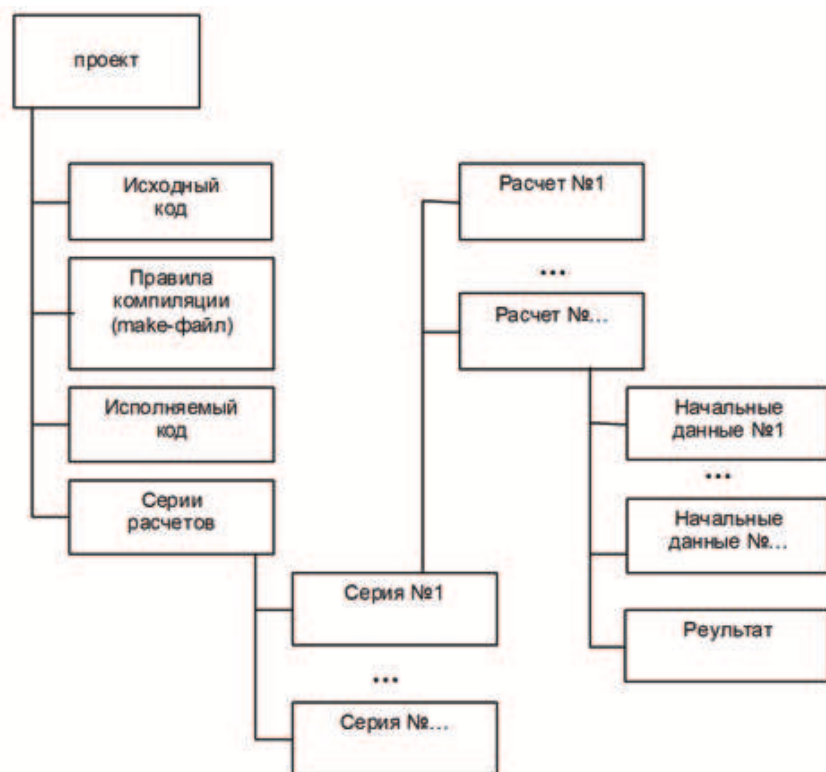 проект
Исходный
код
Правила
компиляции
(make-файл)
Исполняемый
код
Серии
расчетов
Серия №1
...
Серия №...
Расчет №1
...
Расчет №...
Начальные
данные №1
...
Начальные
данные №...
Реультат